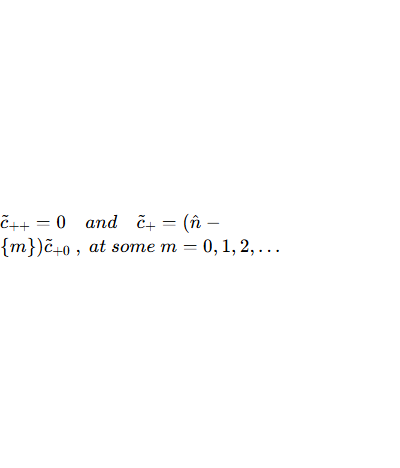 c̃₊₊ = 0 and c̃₊ = (n̂ −
{m})c̃₊₀ , at some m = 0, 1, 2, …